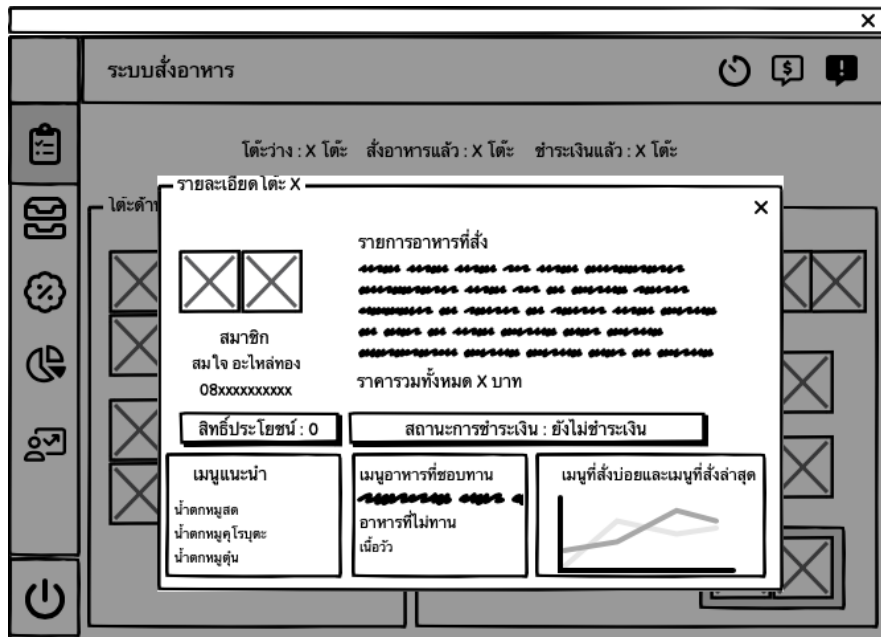 ระบบสั่งอาหาร
โต๊ะว่าง : X โต๊ะ สั่งอาหารแล้ว : X โต๊ะ ชำระเงินแล้ว : X โต๊ะ
รายละเอียดโต๊ะ X
โต๊ะด้าน
รายการอาหารที่สั่ง
สมาชิก
สมใจ อะไหล่ทอง
08xxxxxxxxxx
ราคารวมทั้งหมด X บาท
สิทธิ์ประโยชน์ : 0
สถานะการชำระเงิน : ยังไม่ชำระเงิน
เมนูแนะนำ
น้ำตกหมูสด
น้ำตกหมูคุโรบุตะ
น้ำตกหมูตุ๋น
เมนูอาหารที่ชอบทาน
อาหารที่ไม่ทาน
เนื้อวัว
เมนูที่สั่งบ่อยและเมนูที่สั่งล่าสุด